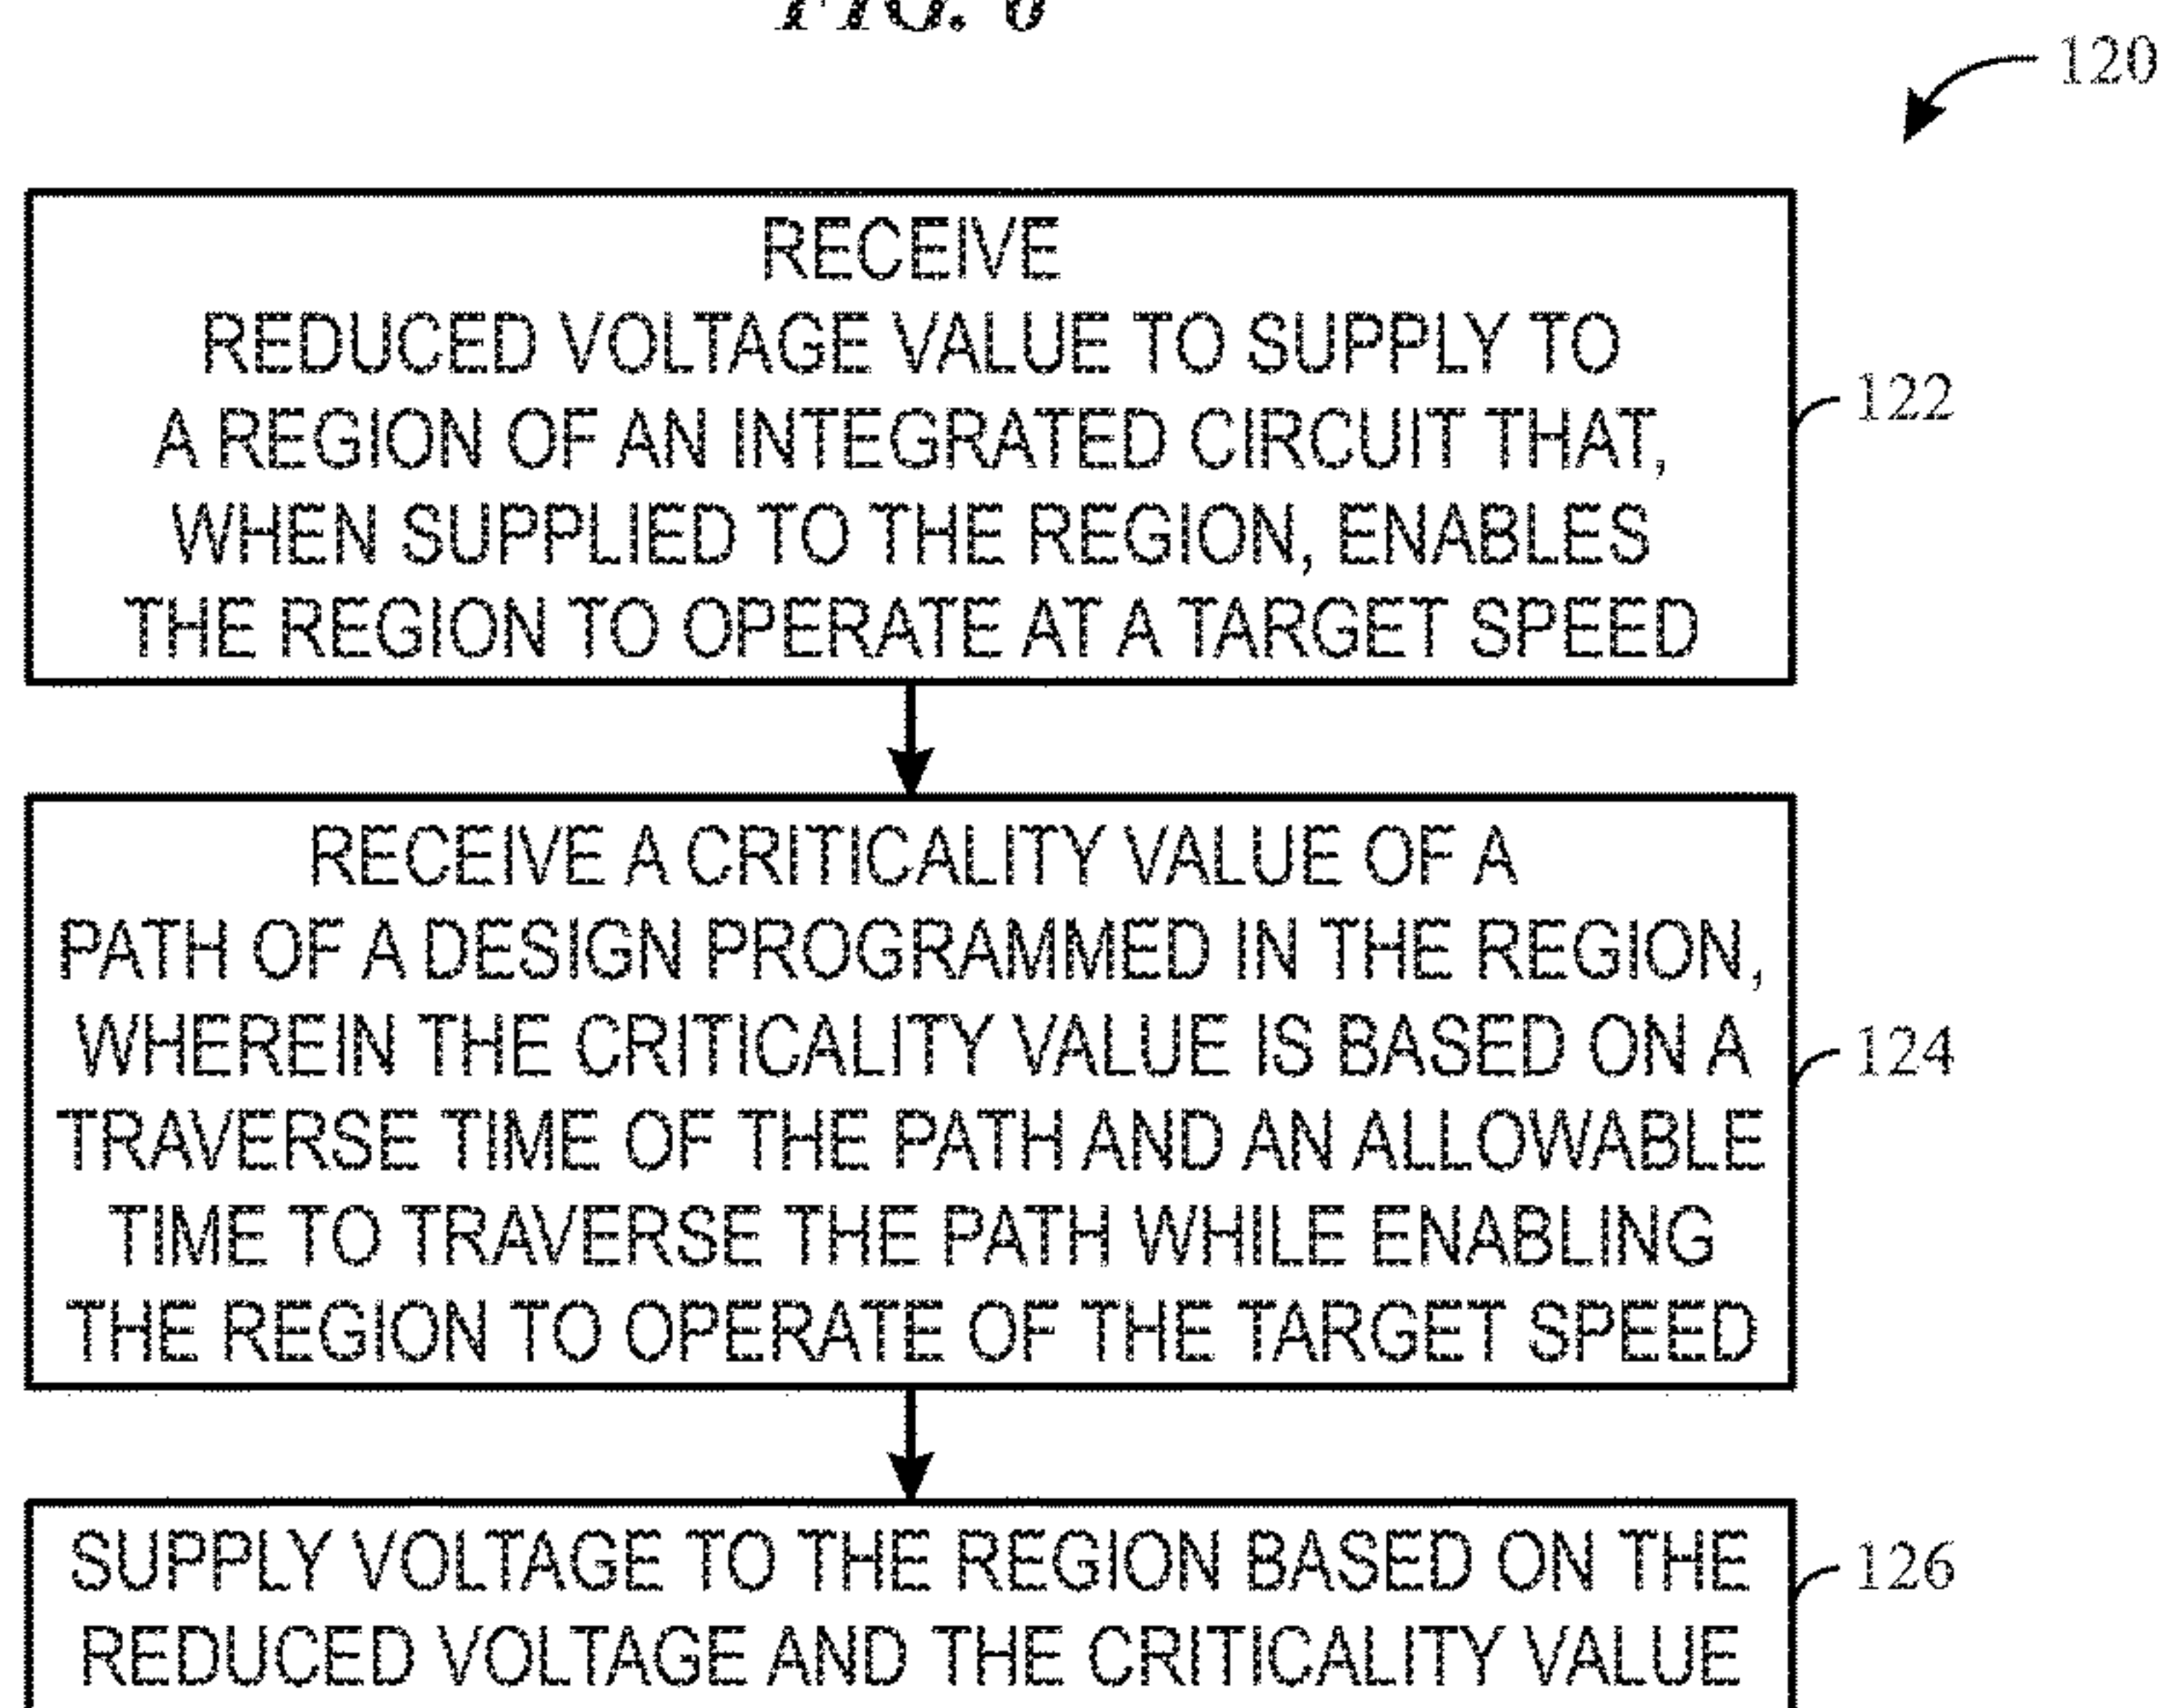 FIG.
120
RECEIVE
REDUCED VOLTAGE VALUE TO SUPPLY TO
A REGION OF AN INTEGRATED CIRCUIT THAT,
WHEN SUPPLIED TO THE REGION, ENABLES
THE REGION TO OPERATE AT A TARGET SPEED
122
RECEIVE A CRITICALITY VALUE OF A
PATH OF A DESIGN PROGRAMMED IN THE REGION,
WHEREIN THE CRITICALITY VALUE IS BASED ON A
TRAVERSE TIME OF THE PATH AND AN ALLOWABLE
TIME TO TRAVERSE THE PATH WHILE ENABLING
THE REGION TO OPERATE OF THE TARGET SPEED
124
SUPPLY VOLTAGE TO THE REGION BASED ON THE
REDUCED VOLTAGE AND THE CRITICALITY VALUE
126